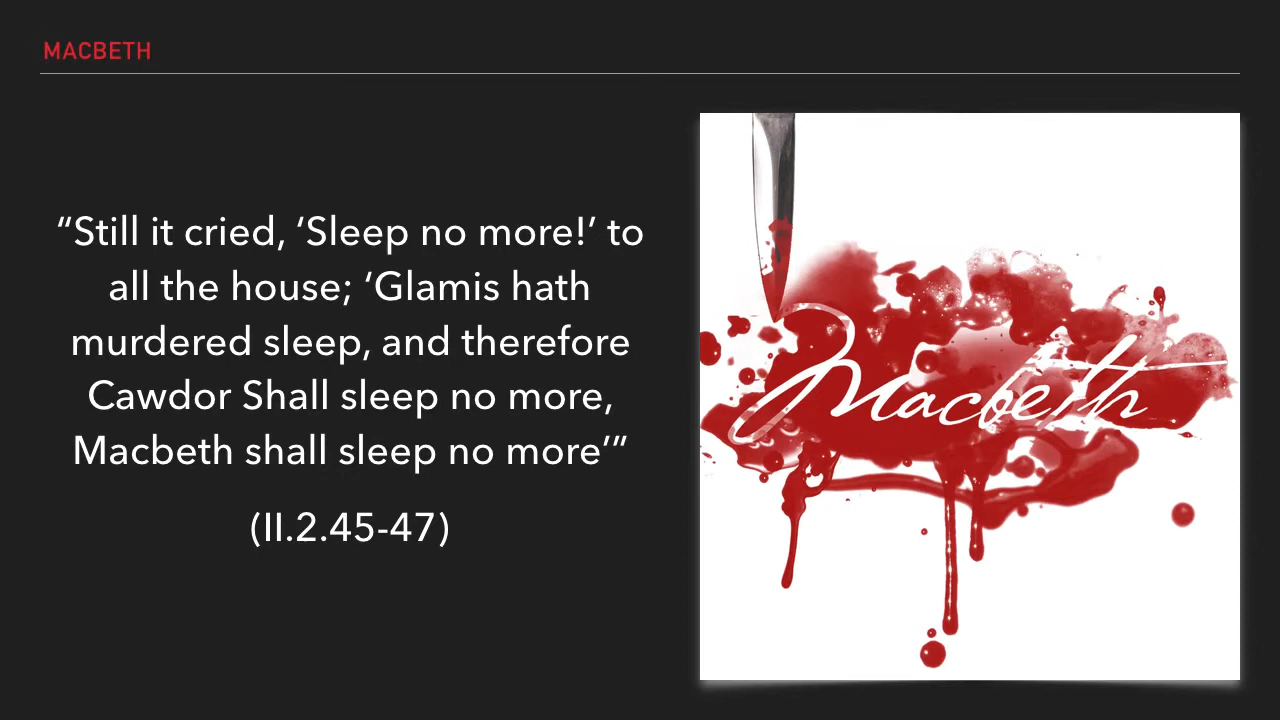 MACBETH
“Still it cried, ‘Sleep no more!’ to
all the house; ‘Glamis hath
murdered sleep, and therefore
Cawdor Shall sleep no more,
Macbeth shall sleep no more’”
(II.2.45-47)
Macbeth